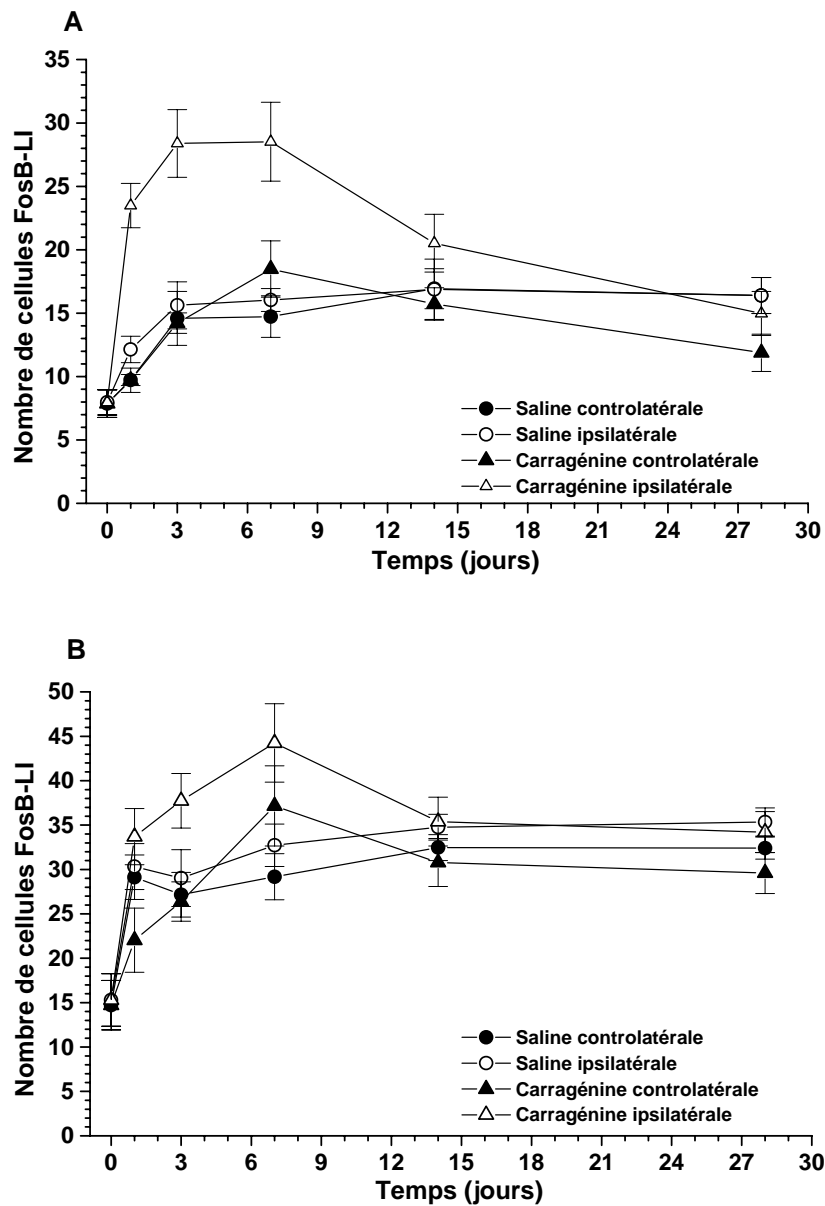 A
35
30
25
20
15
10
5
0
Nombre de cellules FosB-LI
Saline controlatérale
Saline ipsilatérale
Carragénine controlatérale
Carragénine ipsilatérale
0 3 6 9 12 15 18 21 24 28 30
Temps (jours)
B
50
45
40
35
30
25
20
15
10
5
0
Nombre de cellules FosB-LI
Saline controlatérale
Saline ipsilatérale
Carragénine controlatérale
Carragénine ipsilatérale
0 3 6 9 12 15 18 21 24 28 30
Temps (jours)